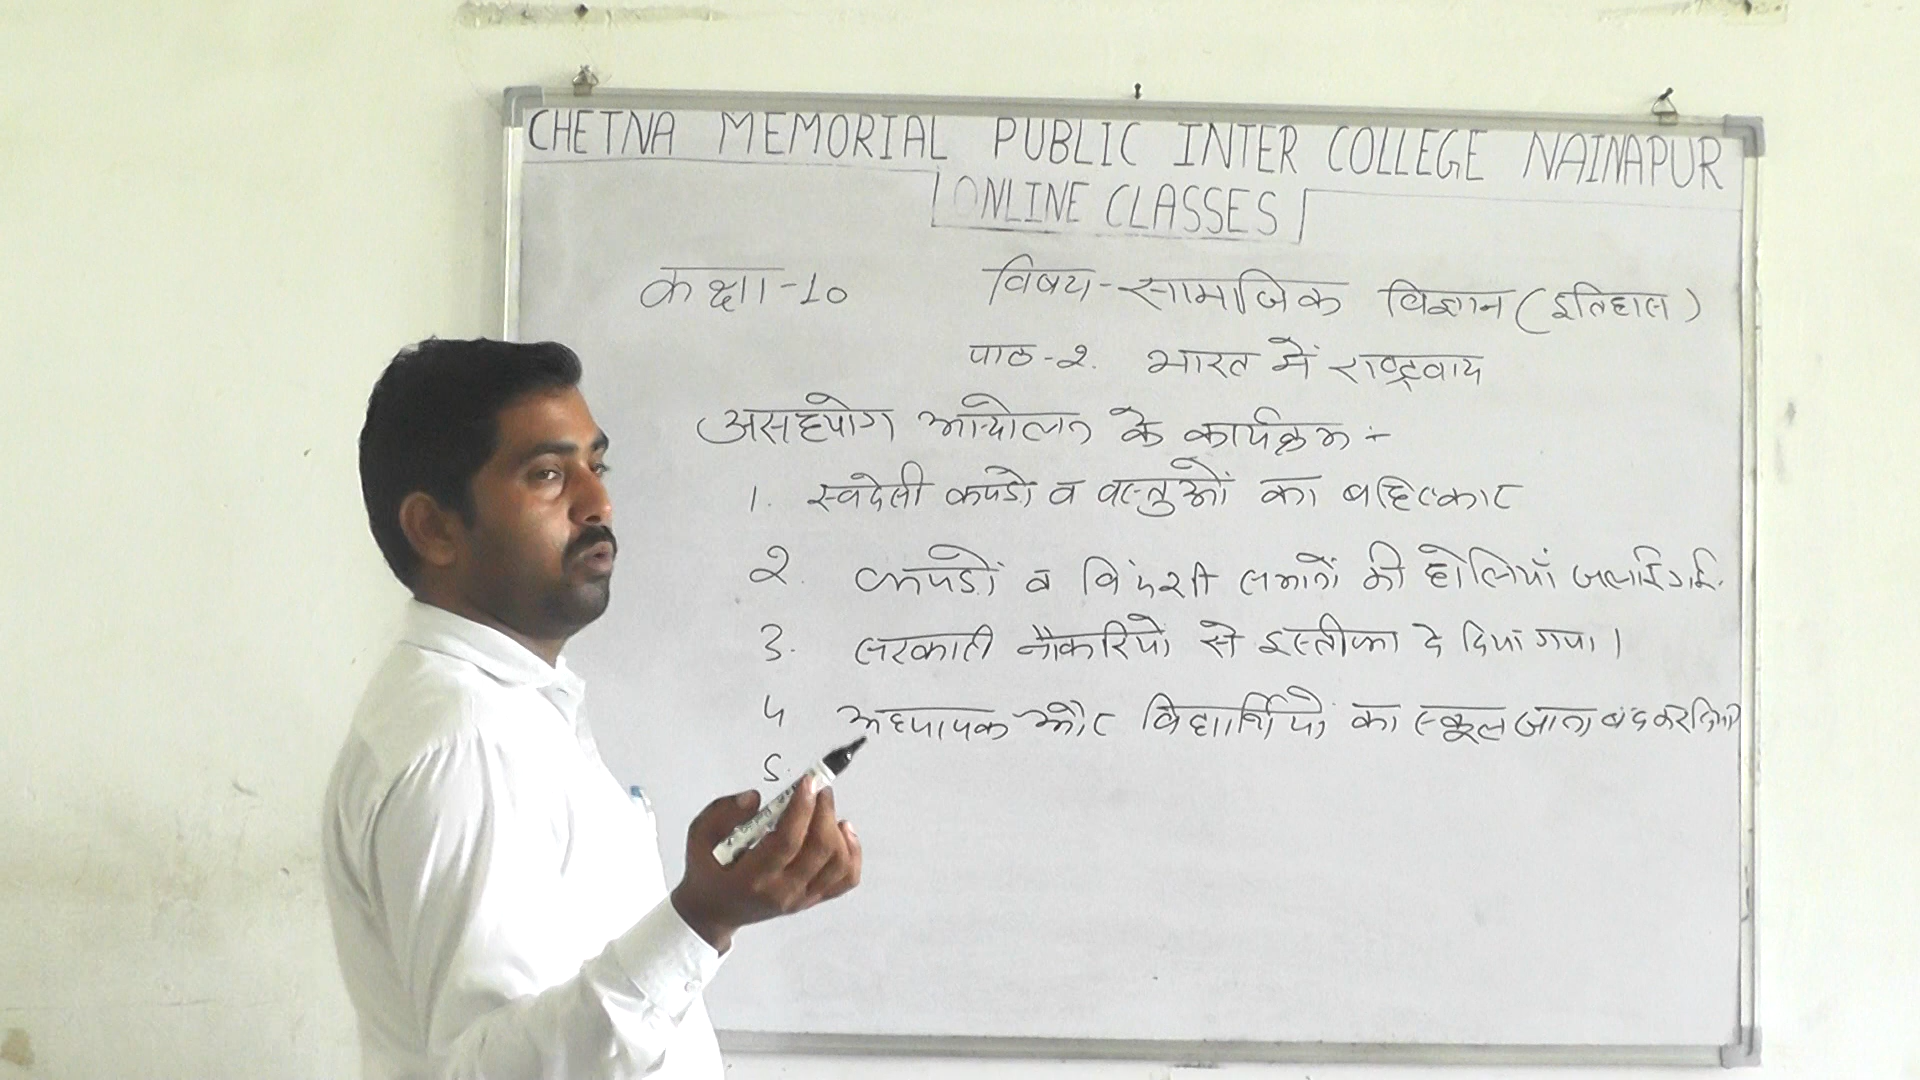 CHETNA MEMORIAL PUBLIC INTER COLLEGE NAINAPUR
ONLINE CLASSES
कक्षा-10 विषय-सामाजिक विज्ञान (इतिहास)
पाठ-2. भारत में राष्ट्रवाद
असहयोग आन्दोलन के कार्यक्रम :-
1. स्वदेशी कपडो व वस्तुओं का बहिष्कार
2. कपडों व विदेशी समानों की होलियाँ जलाई गई.
3. सरकारी नौकरियो से इस्तीफा दे दिया गया।
4 अध्यापक और विद्यार्थियों का स्कूल जाना बंद कर दिया
5.